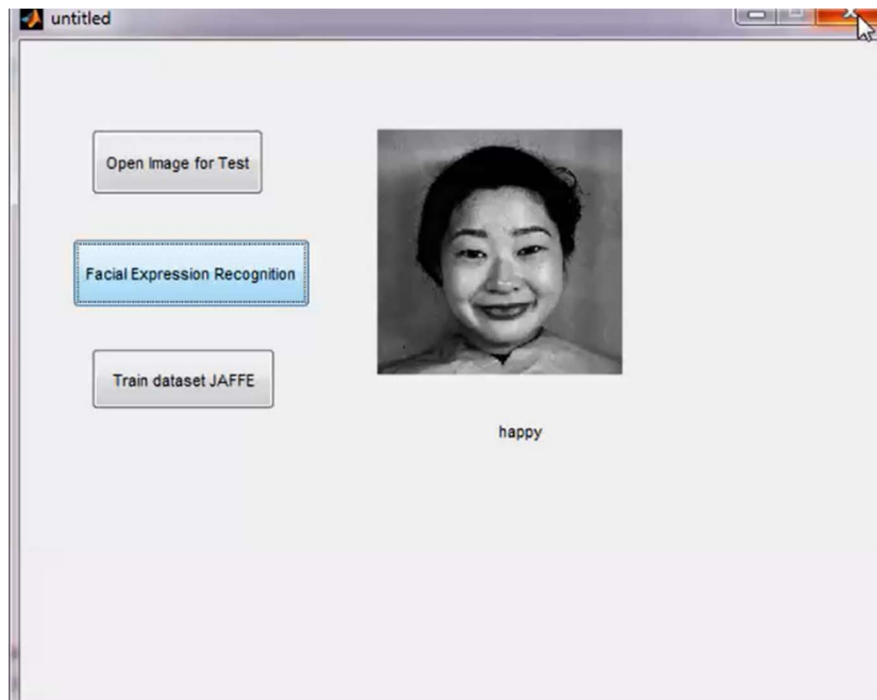 untitled
Open Image for Test
Facial Expression Recognition
Train dataset JAFFE
happy